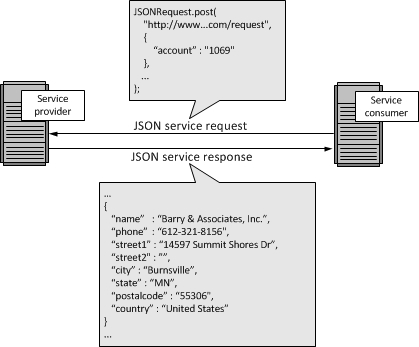 JSONRequest.post(
"http://www...com/request",
{
"account" : "1069"
},
...
);
Service
provider
Service
consumer
JSON service request
JSON service response
...
{
"name" : "Barry & Associates, Inc.",
"phone" : "612-321-8156",
"street1" : "14597 Summit Shores Dr",
"street2" : "",
"city" : "Burnsville",
"state" : "MN",
"postalcode" : "55306",
"country" : "United States"
}
...